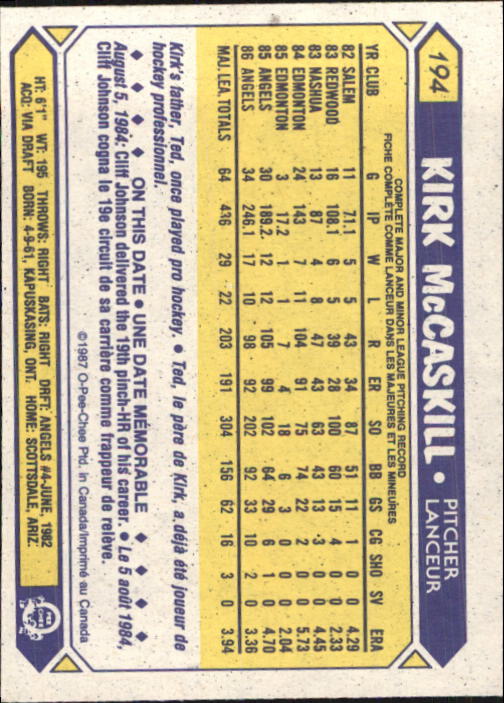 194
KIRK McCASKILL • PITCHER
LANCEUR
COMPLETE MAJOR AND MINOR LEAGUE PITCHING RECORD
FICHE COMPLÈTE COMME LANCEUR DANS LES MAJEURES ET LES MINEURES
YR CLUB G IP W L R ER SO BB GS CG SHO SV ERA
82 SALEM 11 71.1 5 5 43 34 87 51 11 1 0 0 4.29
83 REDWOOD 16 108.1 6 5 39 28 100 60 15 4 0 0 2.33
83 NASHUA 13 87 4 8 47 43 63 43 13 3 0 0 4.45
84 EDMONTON 24 143 7 11 104 91 75 74 22 2 0 0 5.73
85 EDMONTON 3 17.2 1 1 7 4 18 6 3 0 0 0 2.04
85 ANGELS 30 189.2 12 12 105 99 102 64 29 6 1 0 4.70
86 ANGELS 34 246.1 17 10 98 92 202 92 33 10 2 0 3.36
MAJ. LEA. TOTALS 64 436 29 22 203 191 304 156 62 16 3 0 3.94
Kirk's father, Ted, once played pro hockey. • Ted, le père de Kirk, a déjà été joueur de
hockey professionnel.
♦ ♦ ♦ ♦ ON THIS DATE • UNE DATE MÉMORABLE ♦ ♦ ♦ ♦
August 5, 1984: Cliff Johnson delivered the 19th pinch-HR of his career. • Le 5 août 1984,
Cliff Johnson cogna le 19e circuit de sa carrière comme frappeur de relève.
©1987 O-Pee-Chee Ptd. in Canada/Imprimé au Canada
HT: 6'1" WT: 195 THROWS: RIGHT BATS: RIGHT DRFT: ANGELS #4-JUNE, 1982
ACQ: VIA DRAFT BORN: 4-9-61, KAPUSKASING, ONT. HOME: SCOTTSDALE, ARIZ.
O PEE CHEE